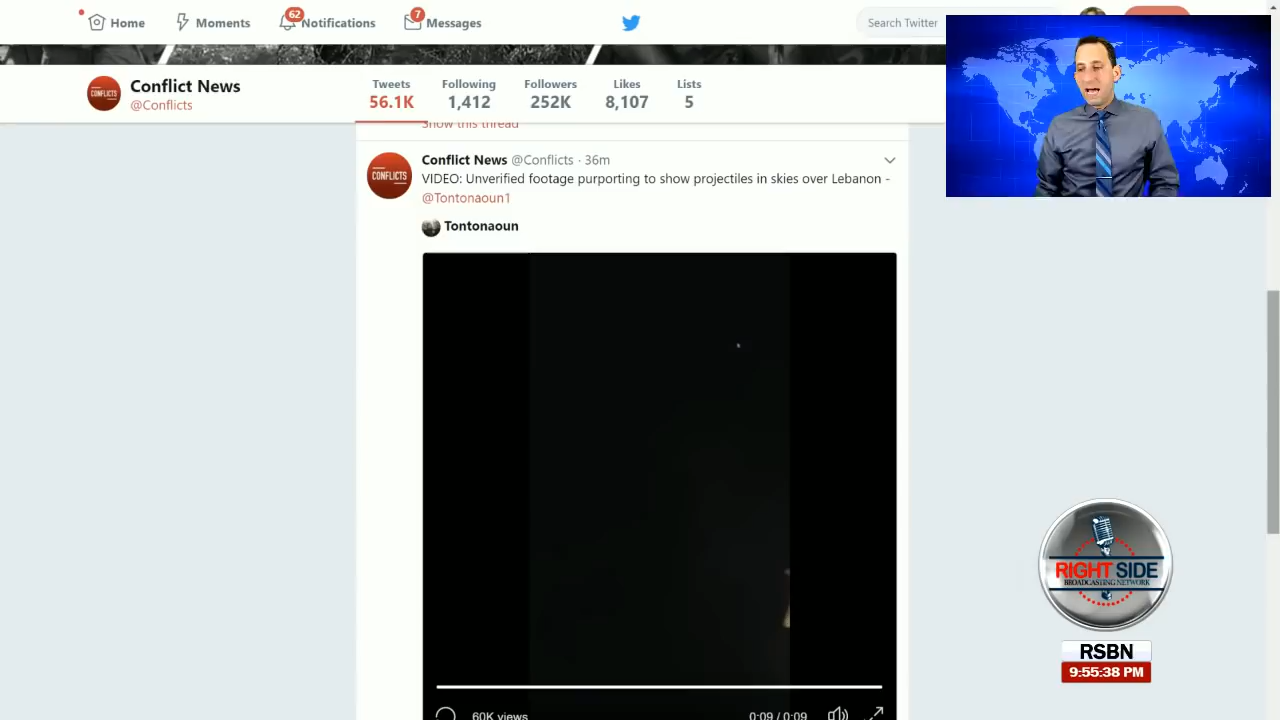 Home
Moments
62
Notifications
7
Messages
Search Twitter
CONFLICTS
Conflict News
@Conflicts
Tweets
56.1K
Following
1,412
Followers
252K
Likes
8,107
Lists
5
Show this thread
CONFLICTS
Conflict News @Conflicts · 36m
VIDEO: Unverified footage purporting to show projectiles in skies over Lebanon -
@Tontonaoun1
Tontonaoun
60K views
0:09 / 0:09
RIGHT SIDE
BROADCASTING NETWORK
RSBN
9:55:38 PM